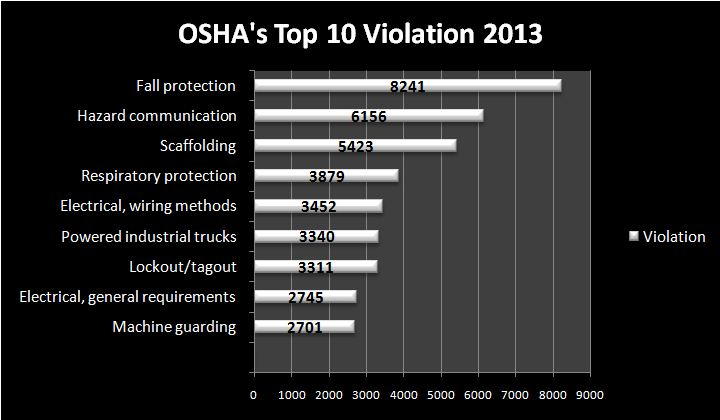 OSHA's Top 10 Violation 2013
Fall protection 8241
Hazard communication 6156
Scaffolding 5423
Respiratory protection 3879
Electrical, wiring methods 3452
Powered industrial trucks 3340
Violation
Lockout/tagout 3311
Electrical, general requirements 2745
Machine guarding 2701
0 1000 2000 3000 4000 5000 6000 7000 8000 9000